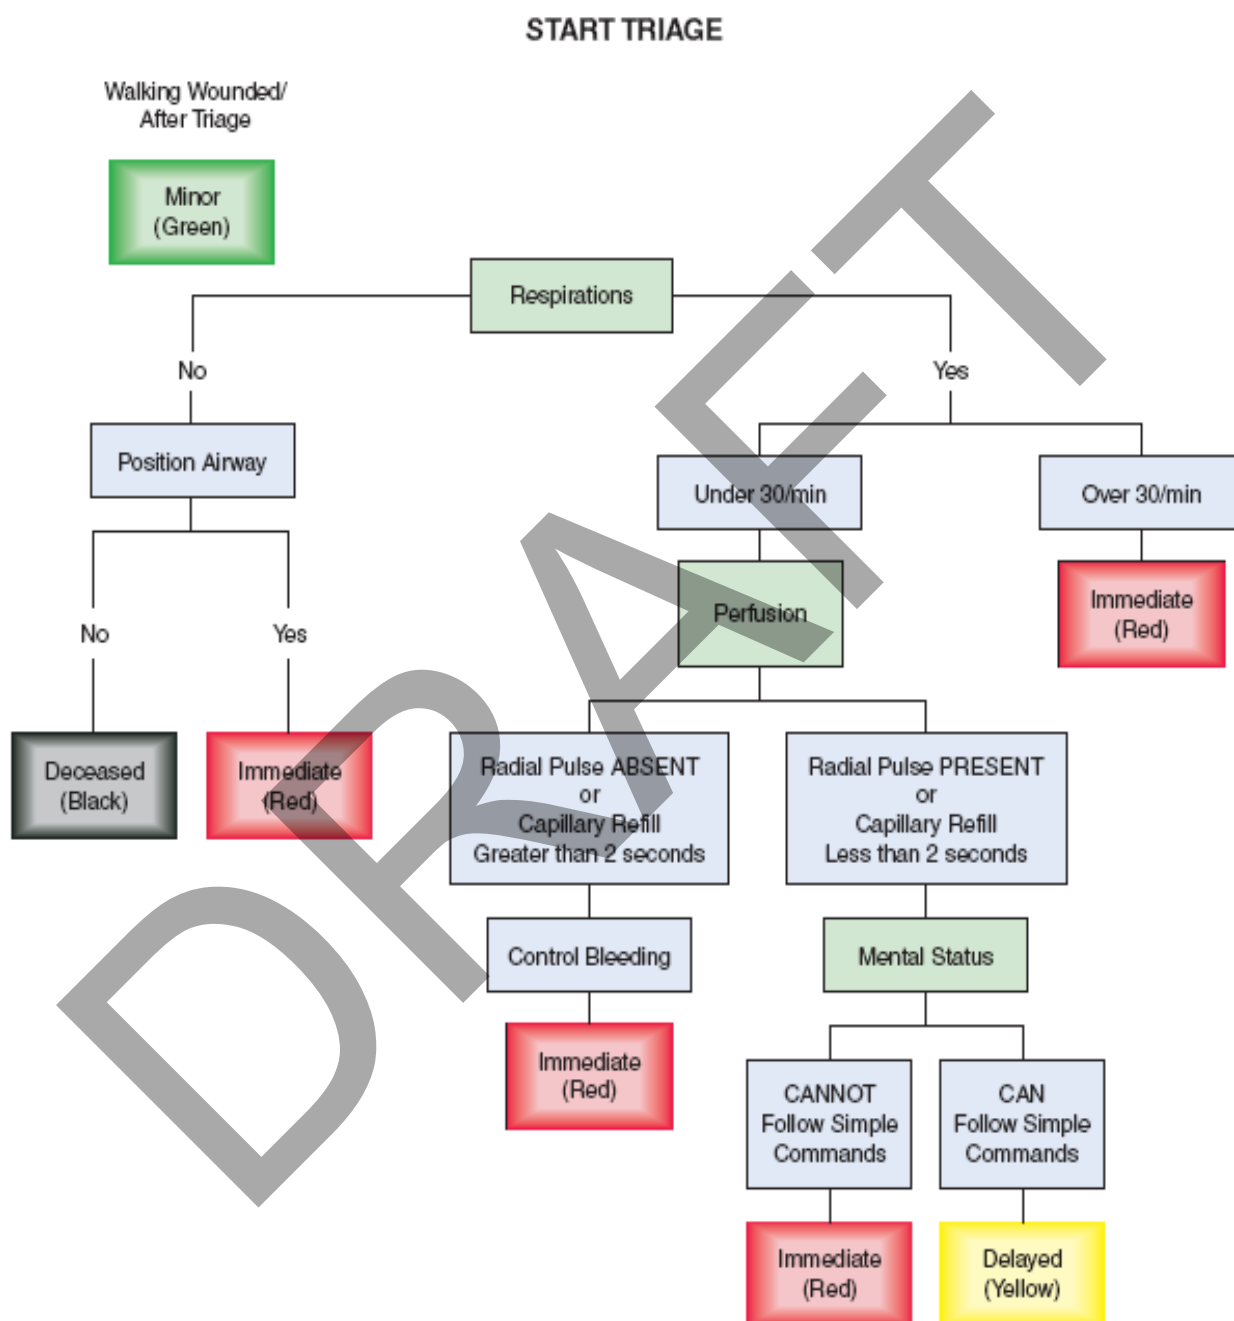 START TRIAGE
Walking Wounded/
After Triage
Minor
(Green)
Respirations
No
Yes
Position Airway
Under 30/min
Over 30/min
Perfusion
Immediate
(Red)
No
Yes
Deceased
(Black)
Immediate
(Red)
Radial Pulse ABSENT
or
Capillary Refill
Greater than 2 seconds
Radial Pulse PRESENT
or
Capillary Refill
Less than 2 seconds
Control Bleeding
Mental Status
Immediate
(Red)
CANNOT
Follow Simple
Commands
CAN
Follow Simple
Commands
Immediate
(Red)
Delayed
(Yellow)
DRAFT